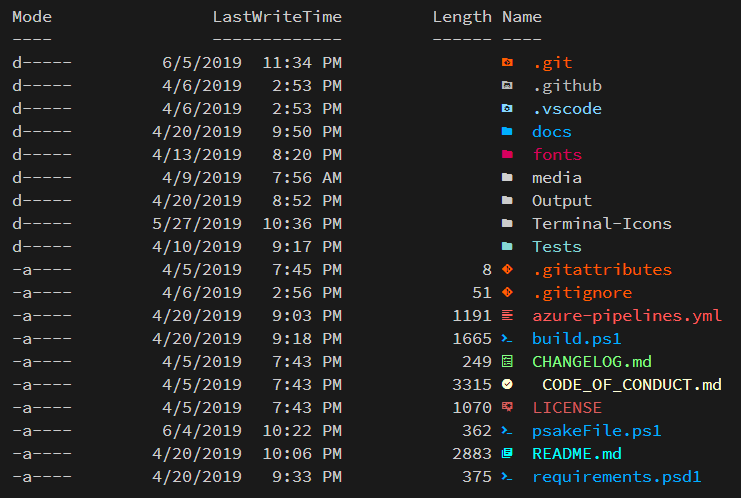 Mode LastWriteTime Length Name
---- ------------- ------ ----
d----- 6/5/2019 11:34 PM .git
d----- 4/6/2019 2:53 PM .github
d----- 4/6/2019 2:53 PM .vscode
d----- 4/20/2019 9:50 PM docs
d----- 4/13/2019 8:20 PM fonts
d----- 4/9/2019 7:56 AM media
d----- 4/20/2019 8:52 PM Output
d----- 5/27/2019 10:36 PM Terminal-Icons
d----- 4/10/2019 9:17 PM Tests
-a---- 4/5/2019 7:45 PM 8 .gitattributes
-a---- 4/6/2019 2:56 PM 51 .gitignore
-a---- 4/20/2019 9:03 PM 1191 azure-pipelines.yml
-a---- 4/20/2019 9:18 PM 1665 build.ps1
-a---- 4/5/2019 7:43 PM 249 CHANGELOG.md
-a---- 4/5/2019 7:43 PM 3315 CODE_OF_CONDUCT.md
-a---- 4/5/2019 7:43 PM 1070 LICENSE
-a---- 6/4/2019 10:22 PM 362 psakeFile.ps1
-a---- 4/20/2019 10:06 PM 2883 README.md
-a---- 4/20/2019 9:33 PM 375 requirements.psd1